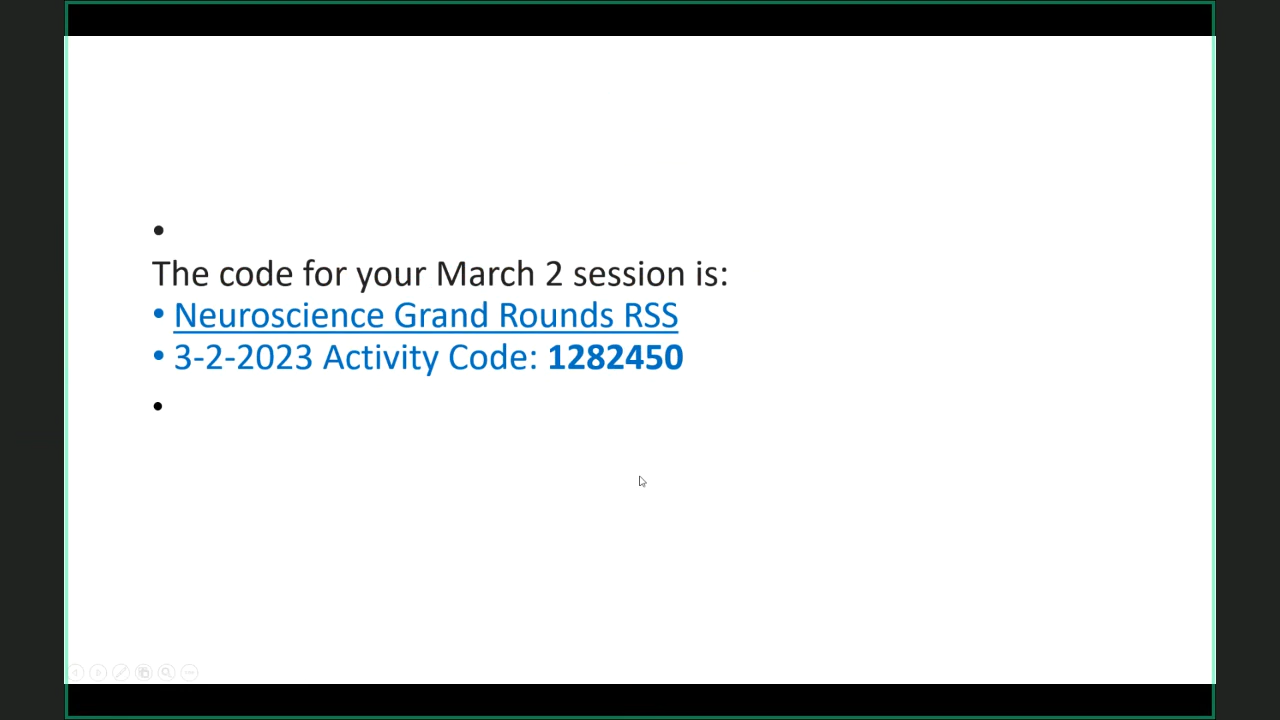 •
The code for your March 2 session is:
• Neuroscience Grand Rounds RSS
• 3-2-2023 Activity Code: 1282450
•